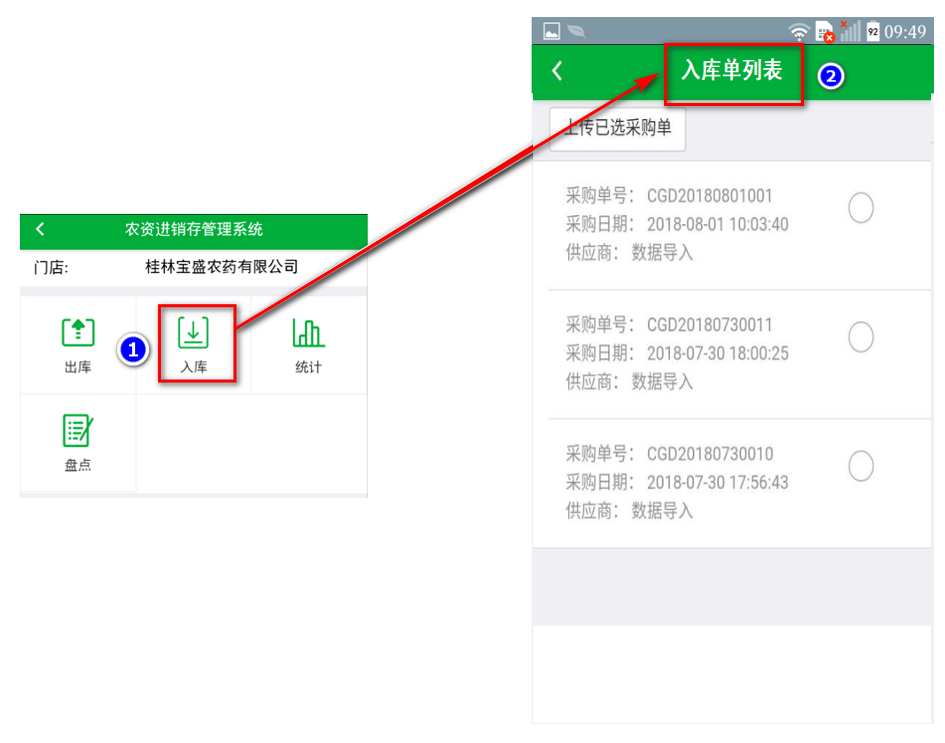 农资进销存管理系统
门店: 桂林宝盛农药有限公司
出库
1
入库
统计
盘点
92 09:49
入库单列表
2
上传已选采购单
采购单号： CGD20180801001
采购日期： 2018-08-01 10:03:40
供应商： 数据导入
采购单号： CGD20180730011
采购日期： 2018-07-30 18:00:25
供应商： 数据导入
采购单号： CGD20180730010
采购日期： 2018-07-30 17:56:43
供应商： 数据导入